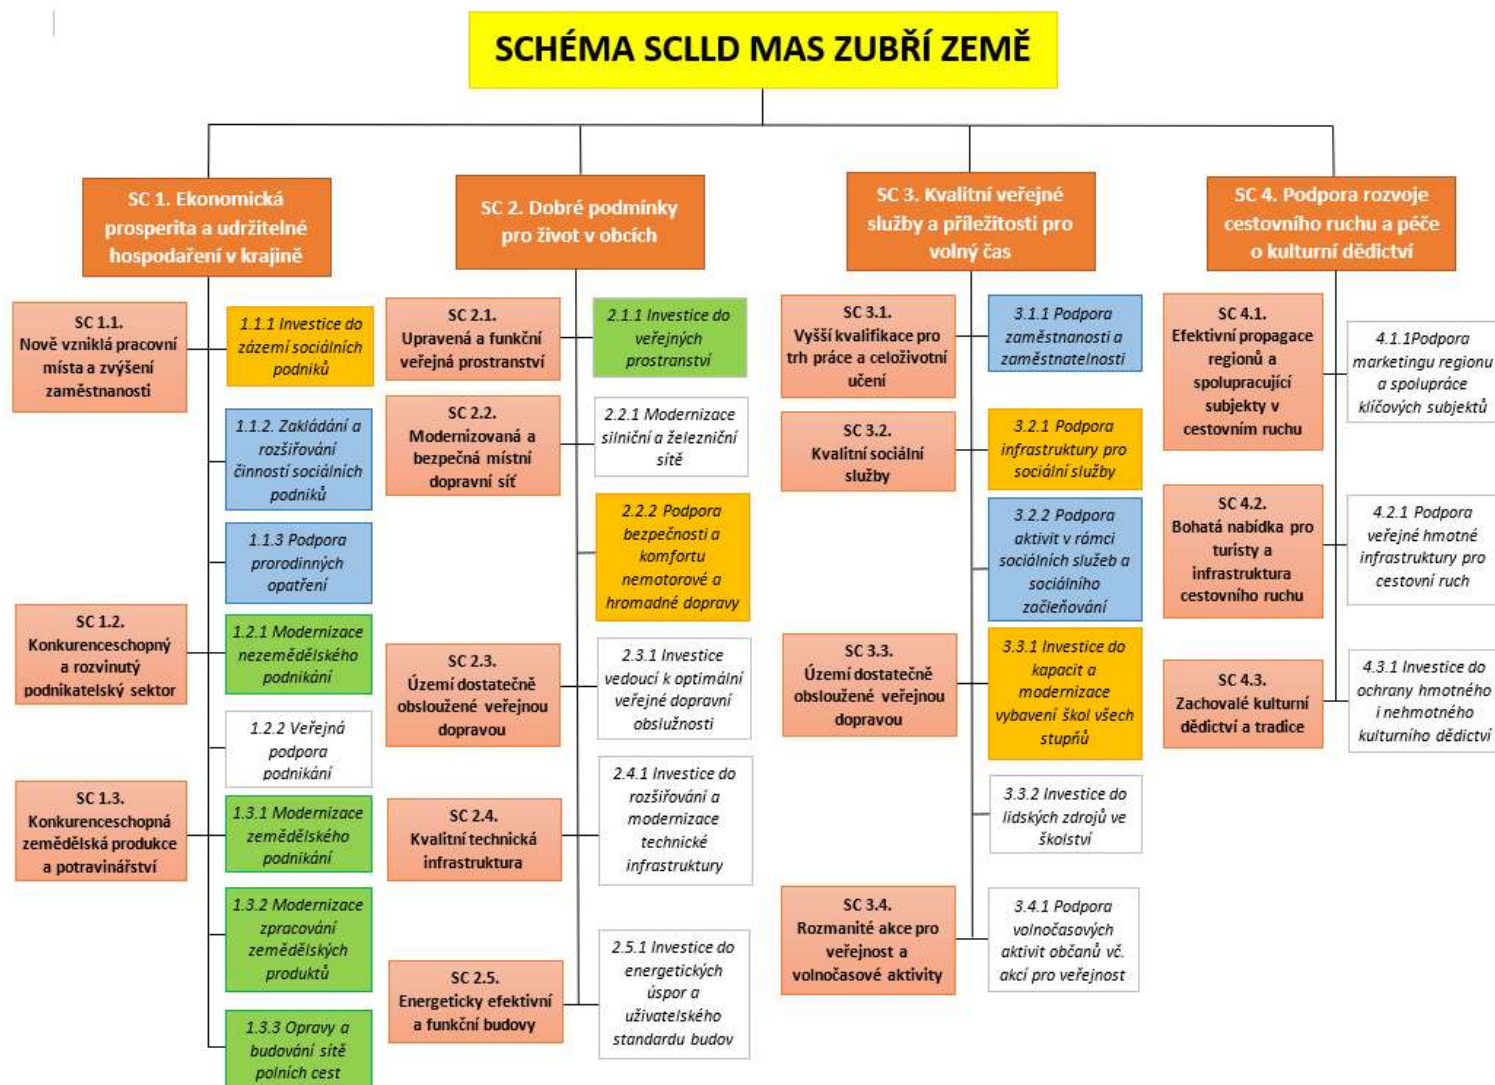 SCHÉMA SCLLD MAS ZUBŘÍ ZEMĚ
SC 1. Ekonomická
prosperita a udržitelné
hospodaření v krajině
SC 1.1.
Nově vzniklá pracovní
místa a zvýšení
zaměstnanosti
1.1.1 Investice do
zázemí sociálních
podniků
1.1.2. Zakládání a
rozšiřování
činností sociálních
podniků
1.1.3 Podpora
prorodinných
opatření
SC 1.2.
Konkurenceschopný
a rozvinutý
podnikatelský sektor
1.2.1 Modernizace
nezemědělského
podnikání
1.2.2 Veřejná
podpora
podnikání
SC 1.3.
Konkurenceschopná
zemědělská produkce
a potravinářství
1.3.1 Modernizace
zemědělského
podnikání
1.3.2 Modernizace
zpracování
zemědělských
produktů
1.3.3 Opravy a
budování sítě
polních cest
SC 2. Dobré podmínky
pro život v obcích
SC 2.1.
Upravená a funkční
veřejná prostranství
2.1.1 Investice do
veřejných
prostranství
SC 2.2.
Modernizovaná a
bezpečná místní
dopravní síť
2.2.1 Modernizace
silniční a železniční
sítě
2.2.2 Podpora
bezpečnosti a
komfortu
nemotorové a
hromadné dopravy
SC 2.3.
Území dostatečně
obsloužené veřejnou
dopravou
2.3.1 Investice
vedoucí k optimální
veřejné dopravní
obslužnosti
SC 2.4.
Kvalitní technická
infrastruktura
2.4.1 Investice do
rozšiřování a
modernizace
technické
infrastruktury
SC 2.5.
Energeticky efektivní
a funkční budovy
2.5.1 Investice do
energetických
úspor a
uživatelského
standardu budov
SC 3. Kvalitní veřejné
služby a příležitosti pro
volný čas
SC 3.1.
Vyšší kvalifikace pro
trh práce a celoživotní
učení
3.1.1 Podpora
zaměstnanosti a
zaměstnatelnosti
SC 3.2.
Kvalitní sociální
služby
3.2.1 Podpora
infrastruktury pro
sociální služby
3.2.2 Podpora
aktivit v rámci
sociálních služeb a
sociálního
začleňování
SC 3.3.
Území dostatečně
obsloužené veřejnou
dopravou
3.3.1 Investice do
kapacit a
modernizace
vybavení škol všech
stupňů
3.3.2 Investice do
lidských zdrojů ve
školství
SC 3.4.
Rozmanité akce pro
veřejnost a
volnočasové aktivity
3.4.1 Podpora
volnočasových
aktivit občanů vč.
akcí pro veřejnost
SC 4. Podpora rozvoje
cestovního ruchu a péče
o kulturní dědictví
SC 4.1.
Efektivní propagace
regionů a
spolupracující
subjekty v
cestovním ruchu
4.1.1Podpora
marketingu regionu
a spolupráce
klíčových subjektů
SC 4.2.
Bohatá nabídka pro
turisty a
infrastruktura
cestovního ruchu
4.2.1 Podpora
veřejné hmotné
infrastruktury pro
cestovní ruch
SC 4.3.
Zachovalé kulturní
dědictví a tradice
4.3.1 Investice do
ochrany hmotného
i nehmotného
kulturního dědictví